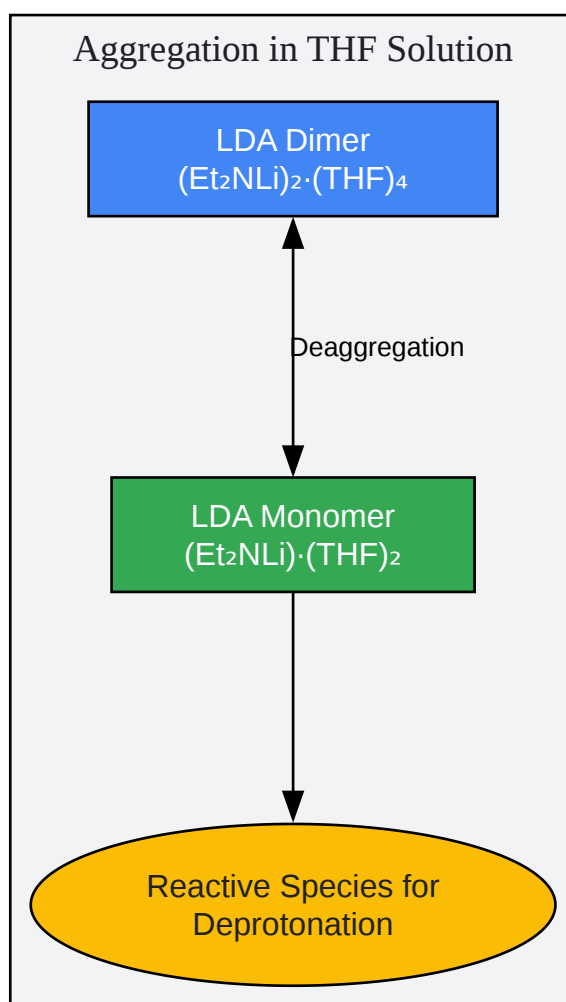 Aggregation in THF Solution
LDA Dimer
(Et₂NLi)₂·(THF)₄
Deaggregation
LDA Monomer
(Et₂NLi)·(THF)₂
Reactive Species for
Deprotonation